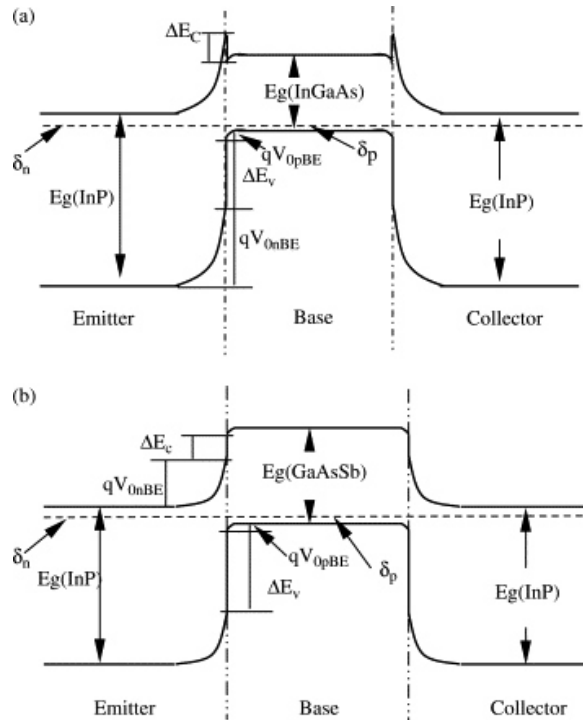 (a)
ΔE_C
Eg(InGaAs)
δ_n
qV_0pBE
δ_p
ΔE_v
Eg(InP)
Eg(InP)
qV_0nBE
Emitter
Base
Collector
(b)
ΔE_c
Eg(GaAsSb)
qV_0nBE
δ_n
qV_0pBE
δ_p
Eg(InP)
ΔE_v
Eg(InP)
Emitter
Base
Collector